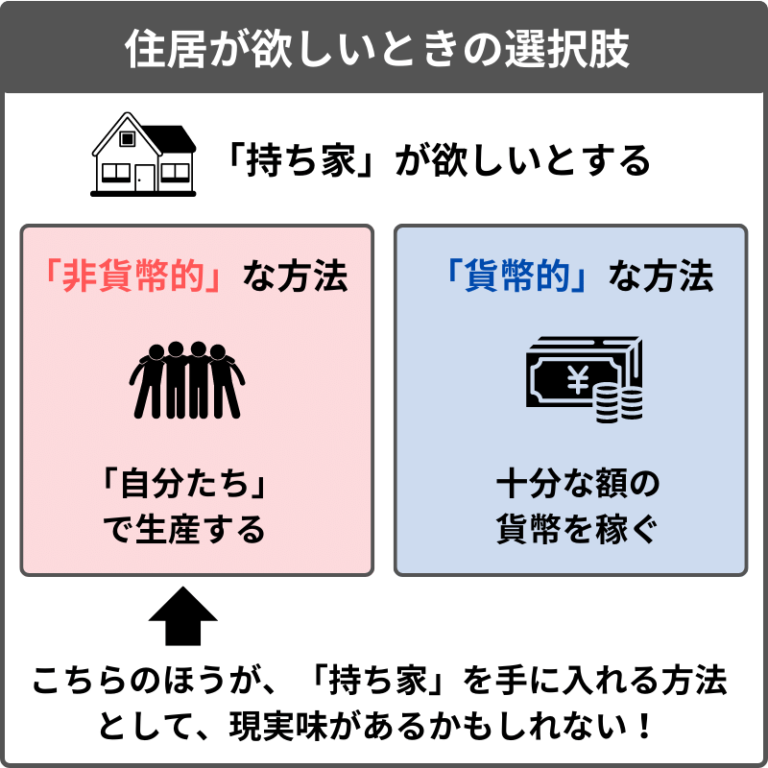 住居が欲しいときの選択肢
「持ち家」が欲しいとする
「非貨幣的」な方法
「自分たち」
で生産する
「貨幣的」な方法
¥
十分な額の
貨幣を稼ぐ
こちらのほうが、「持ち家」を手に入れる方法
として、現実味があるかもしれない！